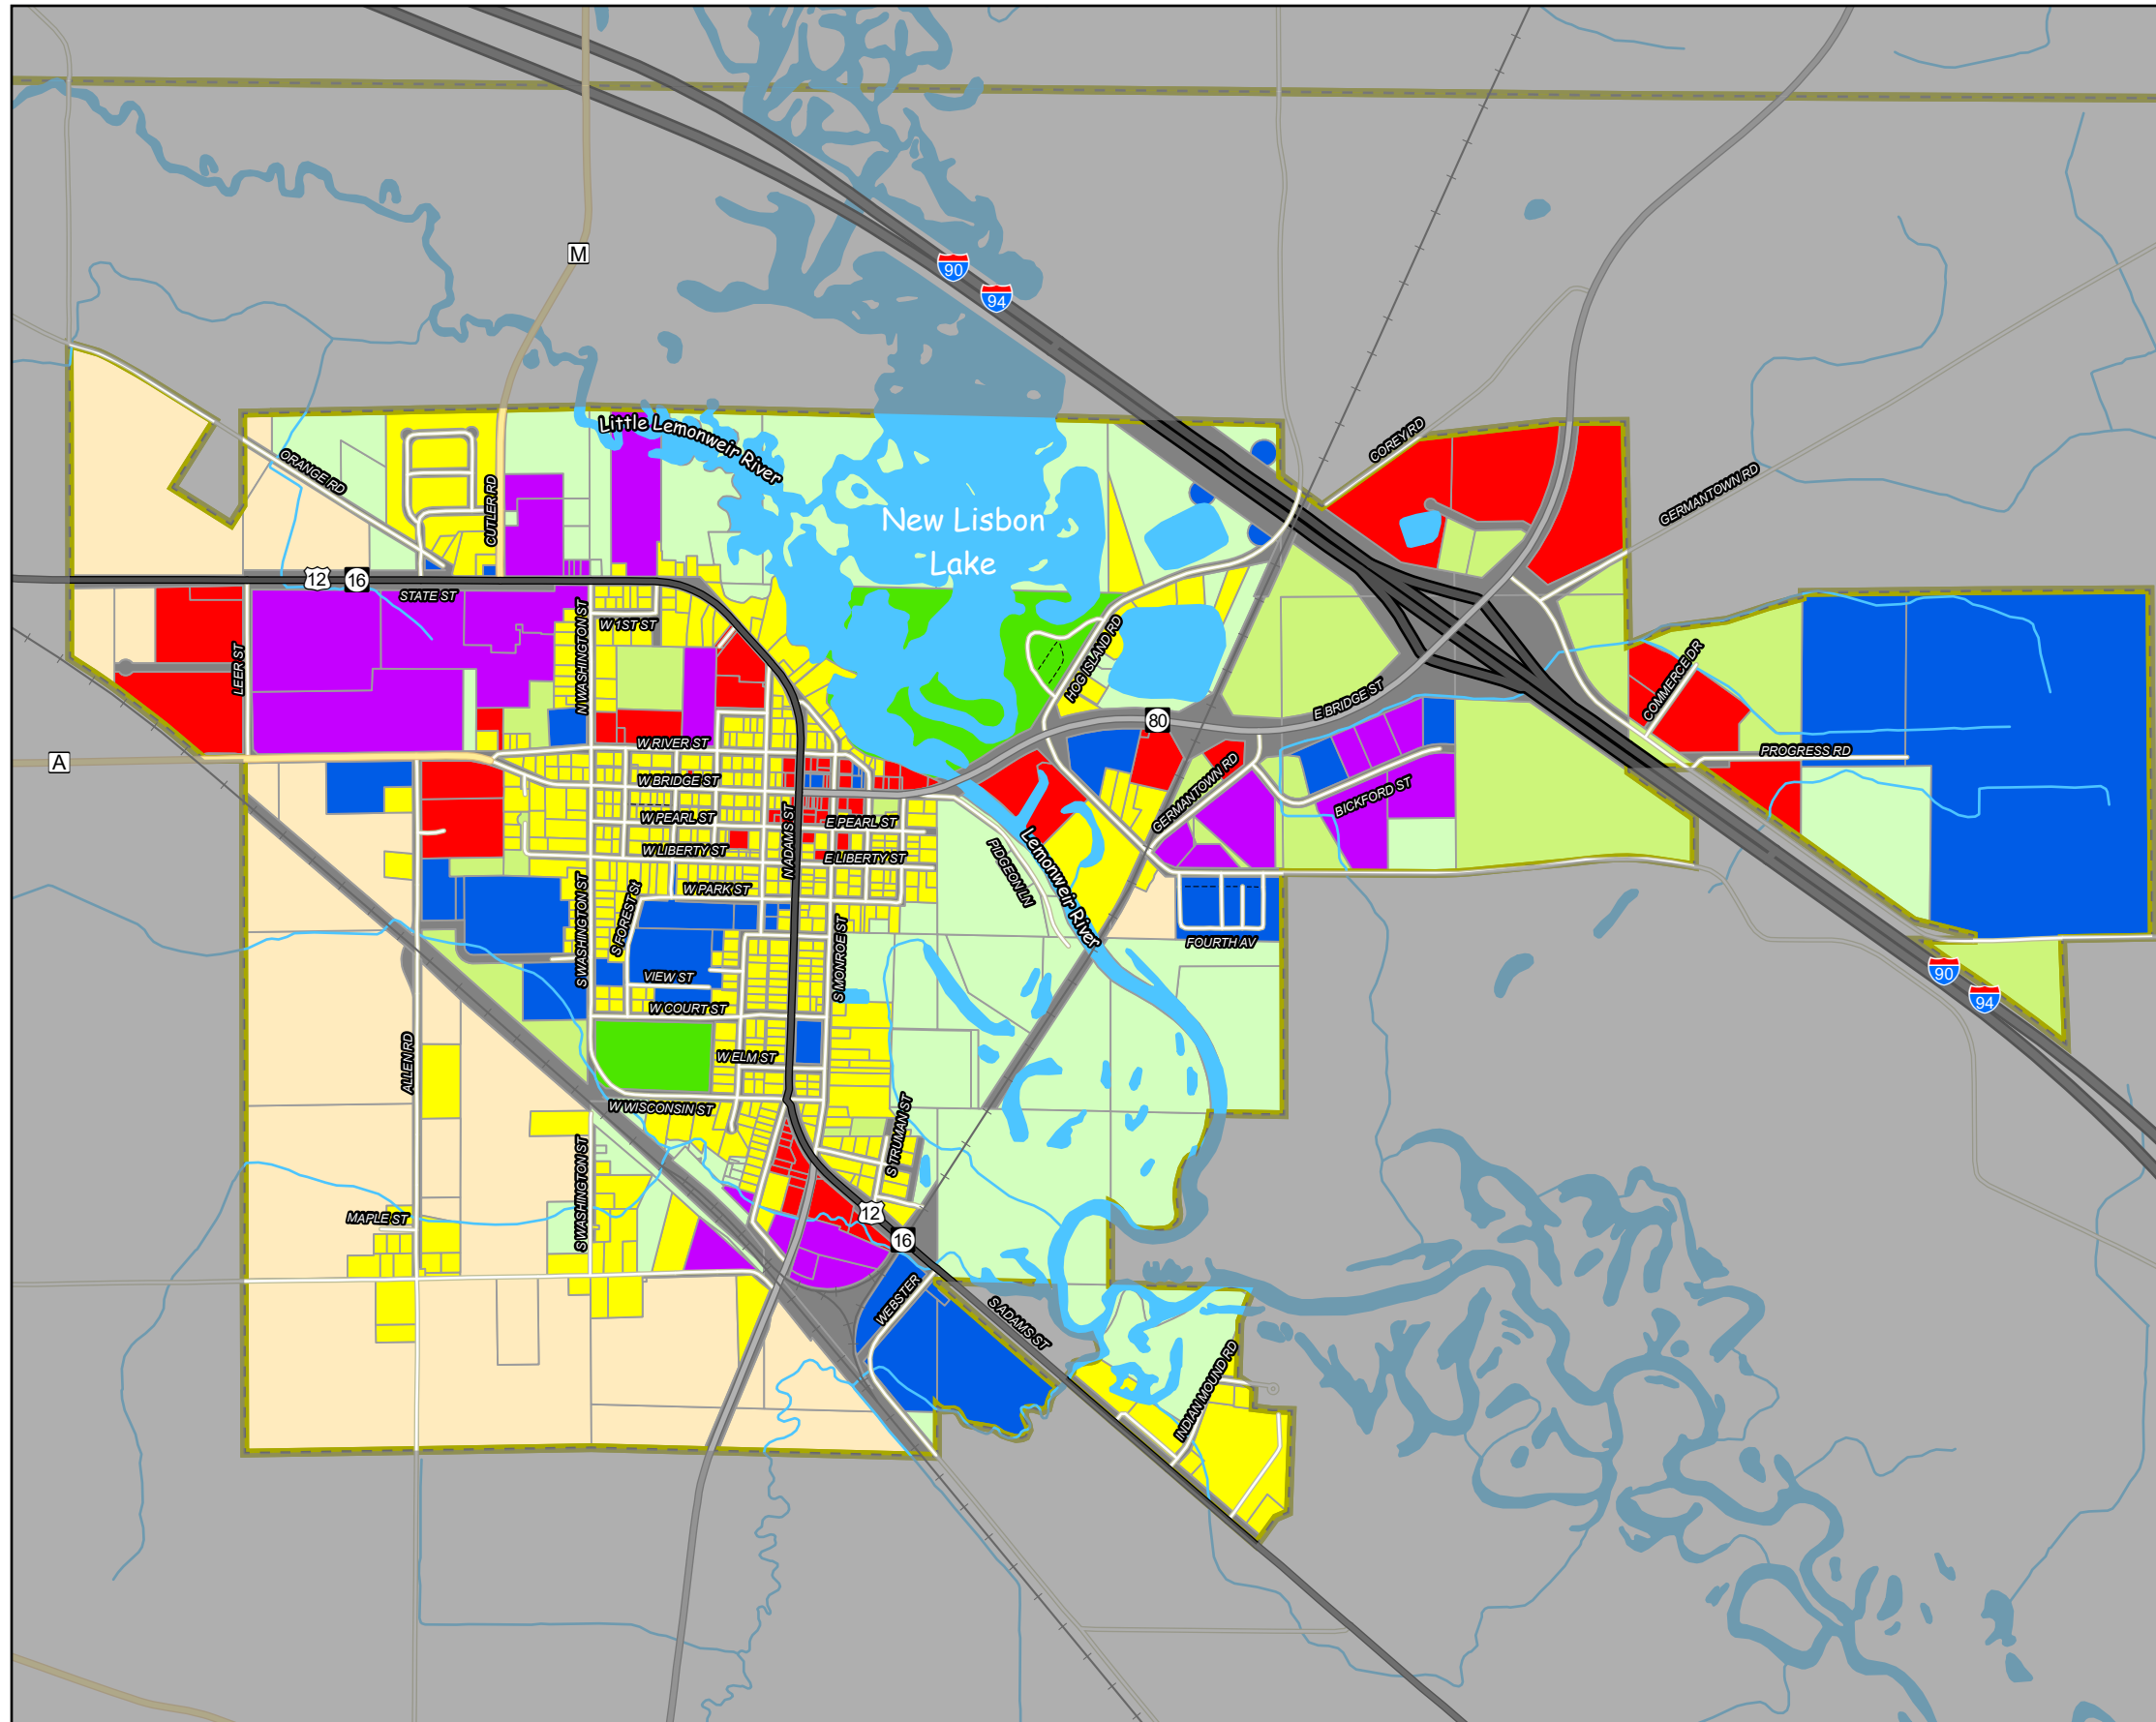 M
90
94
COREY RD
Little Lemonweir River
ORANGE RD
CUTLER RD
GERMANTOWN RD
New Lisbon
Lake
12
16
STATE ST
W 1ST ST
N WASHINGTON ST
LEER ST
HOG ISLAND RD
COMMERCE DR
E BRIDGE ST
80
W RIVER ST
PROGRESS RD
A
W BRIDGE ST
GERMANTOWN RD
BICKFORD ST
W PEARL ST
E PEARL ST
N ADAMS ST
W LIBERTY ST
E LIBERTY ST
PIDGEON LN
Lemonweir River
W PARK ST
S WASHINGTON ST
S FOREST St
S MONROE ST
FOURTH AV
VIEW ST
90
94
W COURT ST
ALLEN RD
W ELM ST
W WISCONSIN ST
S TRUMAN ST
S WASHINGTON ST
MAPLE ST
12
16
WEBSTER
S ADAMS ST
INDIAN MOUND RD